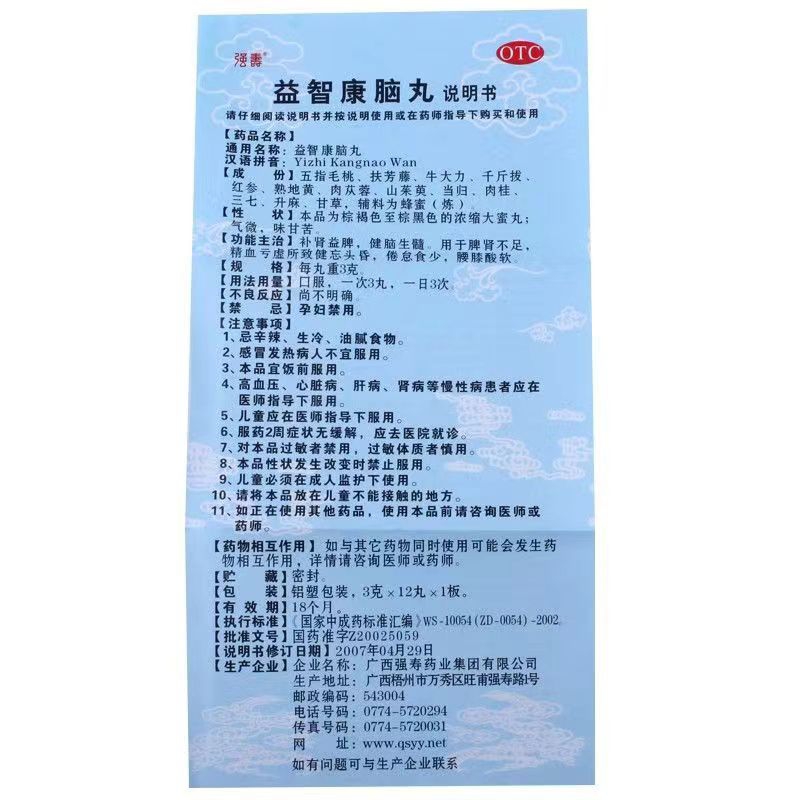 强寿®
OTC
益智康脑丸 说明书
请仔细阅读说明书并按说明使用或在药师指导下购买和使用
【药品名称】
通用名称：益智康脑丸
汉语拼音：Yizhi Kangnao Wan
【成　　份】五指毛桃、扶芳藤、牛大力、千斤拔、
红参、熟地黄、肉苁蓉、山茱萸、当归、肉桂、
三七、升麻、甘草，辅料为蜂蜜（炼）。
【性　　状】本品为棕褐色至棕黑色的浓缩大蜜丸；
气微，味甘苦。
【功能主治】补肾益脾，健脑生髓。用于脾肾不足，
精血亏虚所致健忘头昏，倦怠食少，腰膝酸软。
【规　　格】每丸重3克。
【用法用量】口服，一次3丸，一日3次。
【不良反应】尚不明确。
【禁　　忌】孕妇禁用。
【注意事项】
1、忌辛辣、生冷、油腻食物。
2、感冒发热病人不宜服用。
3、本品宜饭前服用。
4、高血压、心脏病、肝病、肾病等慢性病患者应在
医师指导下服用。
5、儿童应在医师指导下服用。
6、服药2周症状无缓解，应去医院就诊。
7、对本品过敏者禁用，过敏体质者慎用。
8、本品性状发生改变时禁止服用。
9、儿童必须在成人监护下使用。
10、请将本品放在儿童不能接触的地方。
11、如正在使用其他药品，使用本品前请咨询医师或
药师。
【药物相互作用】如与其它药物同时使用可能会发生药
物相互作用，详情请咨询医师或药师。
【贮　　藏】密封。
【包　　装】铝塑包装，3克×12丸×1板。
【有 效 期】18个月。
【执行标准】《国家中成药标准汇编》WS-10054(ZD-0054)-2002。
【批准文号】国药准字Z20025059
【说明书修订日期】2007年04月29日
【生产企业】企业名称：广西强寿药业集团有限公司
生产地址：广西梧州市万秀区旺甫强寿路1号
邮政编码：543004
电话号码：0774-5720294
传真号码：0774-5720031
网　　址：www.qsyy.net
如有问题可与生产企业联系